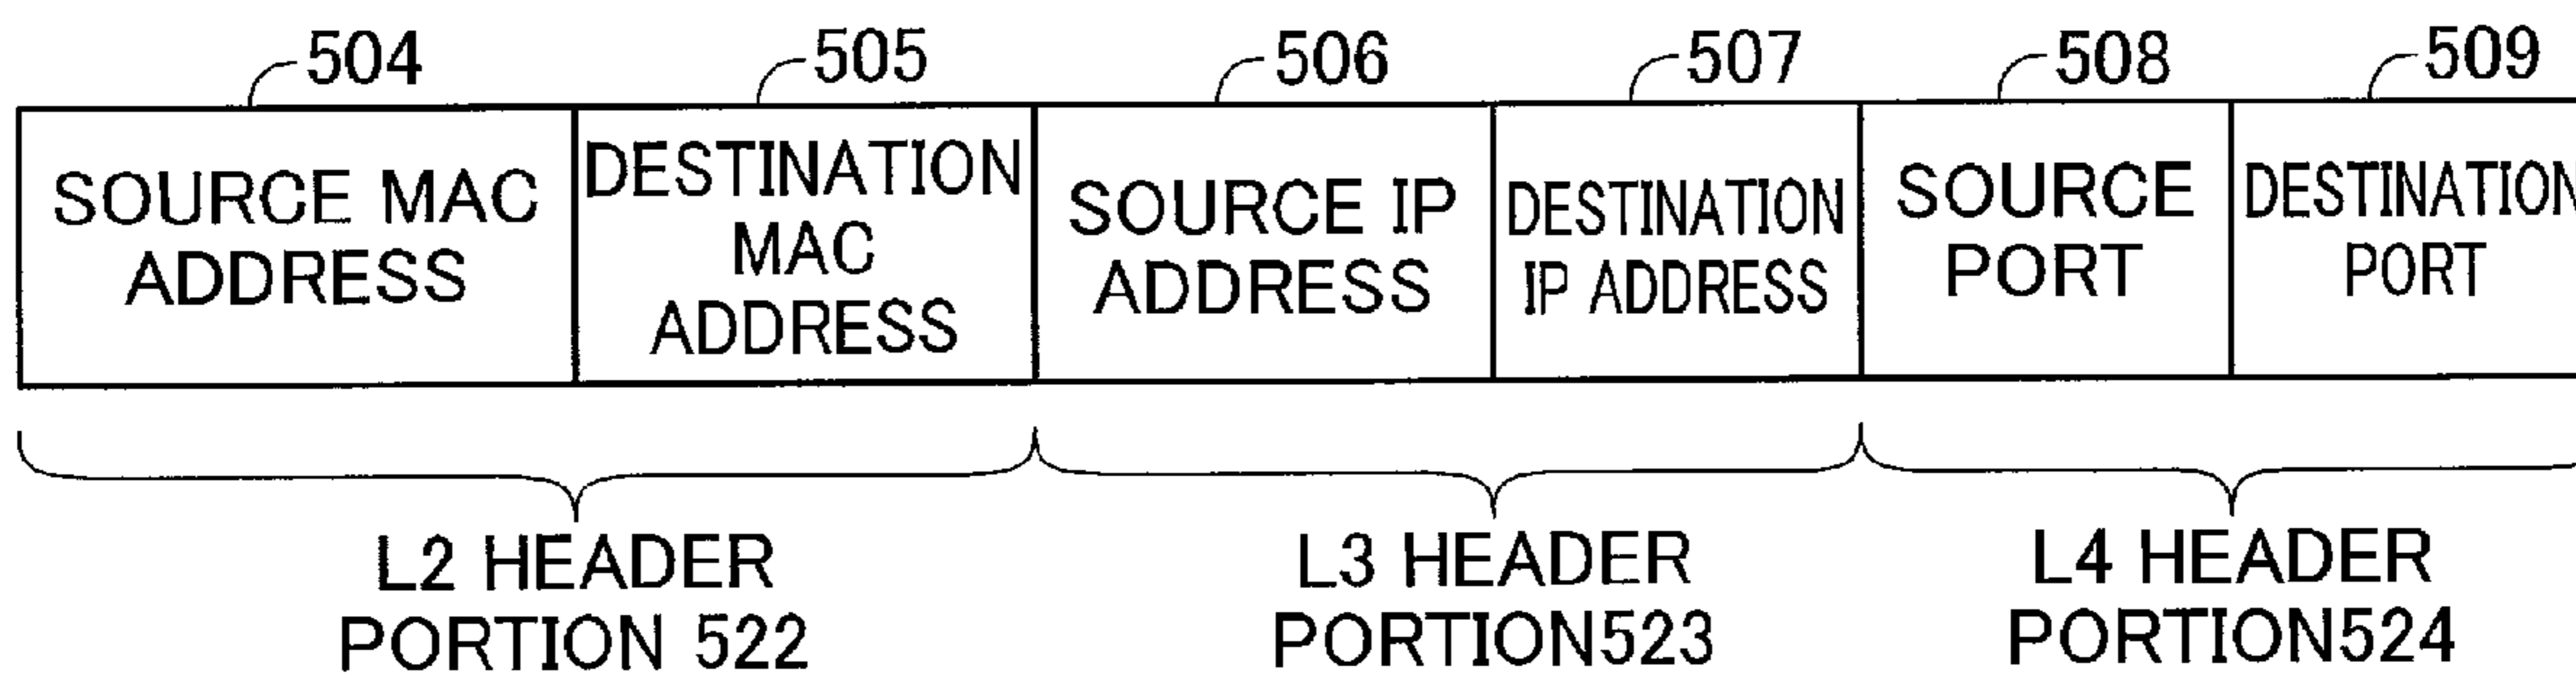 504 505 506 507 508 509
SOURCE MAC
ADDRESS
DESTINATION
MAC
ADDRESS
SOURCE IP
ADDRESS
DESTINATION
IP ADDRESS
SOURCE
PORT
DESTINATION
PORT
L2 HEADER
PORTION 522
L3 HEADER
PORTION523
L4 HEADER
PORTION524